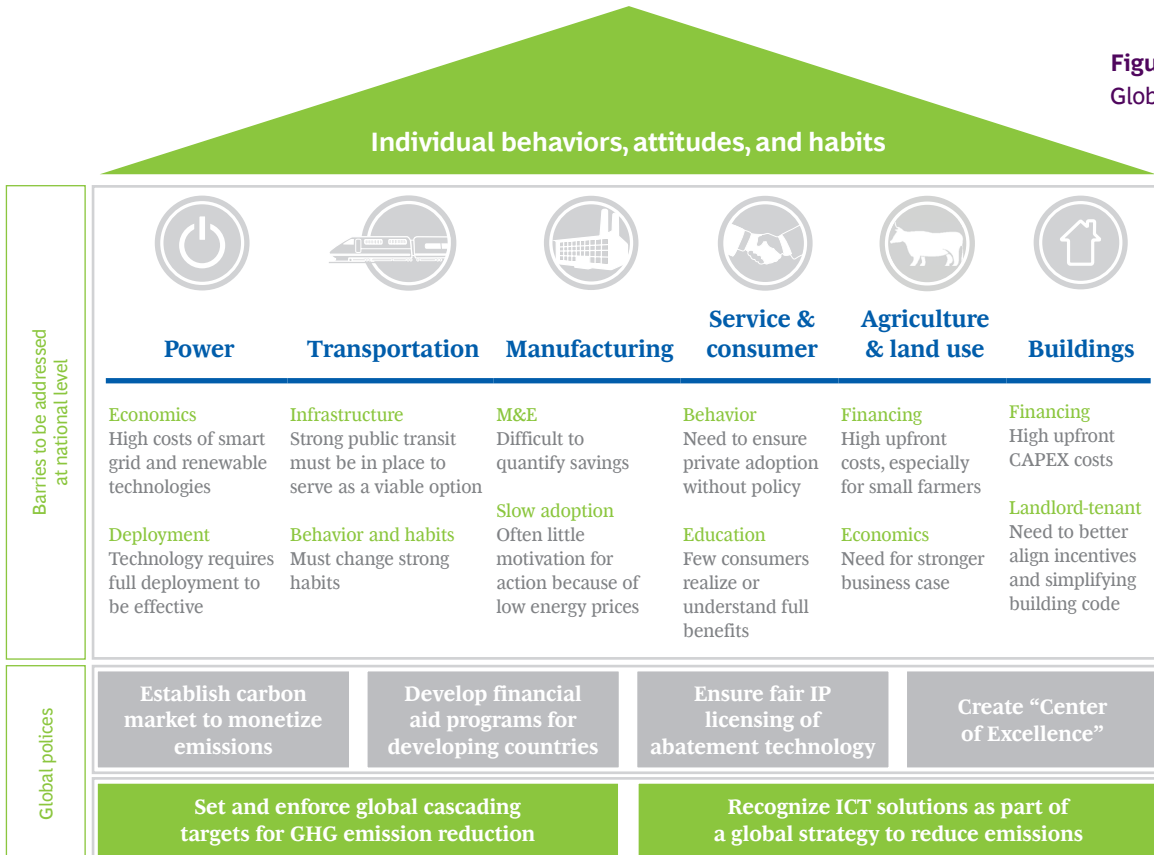 Figu
Glob
Individual behaviors, attitudes, and habits
Barries to be addressed
at national level
Power
Transportation
Manufacturing
Service &
consumer
Agriculture
& land use
Buildings
Economics
High costs of smart
grid and renewable
technologies
Deployment
Technology requires
full deployment to
be effective
Infrastructure
Strong public transit
must be in place to
serve as a viable option
Behavior and habits
Must change strong
habits
M&E
Difficult to
quantify savings
Slow adoption
Often little
motivation for
action because of
low energy prices
Behavior
Need to ensure
private adoption
without policy
Education
Few consumers
realize or
understand full
benefits
Financing
High upfront
costs, especially
for small farmers
Economics
Need for stronger
business case
Financing
High upfront
CAPEX costs
Landlord-tenant
Need to better
align incentives
and simplifying
building code
Global polices
Establish carbon
market to monetize
emissions
Develop financial
aid programs for
developing countries
Ensure fair IP
licensing of
abatement technology
Create “Center
of Excellence”
Set and enforce global cascading
targets for GHG emission reduction
Recognize ICT solutions as part of
a global strategy to reduce emissions